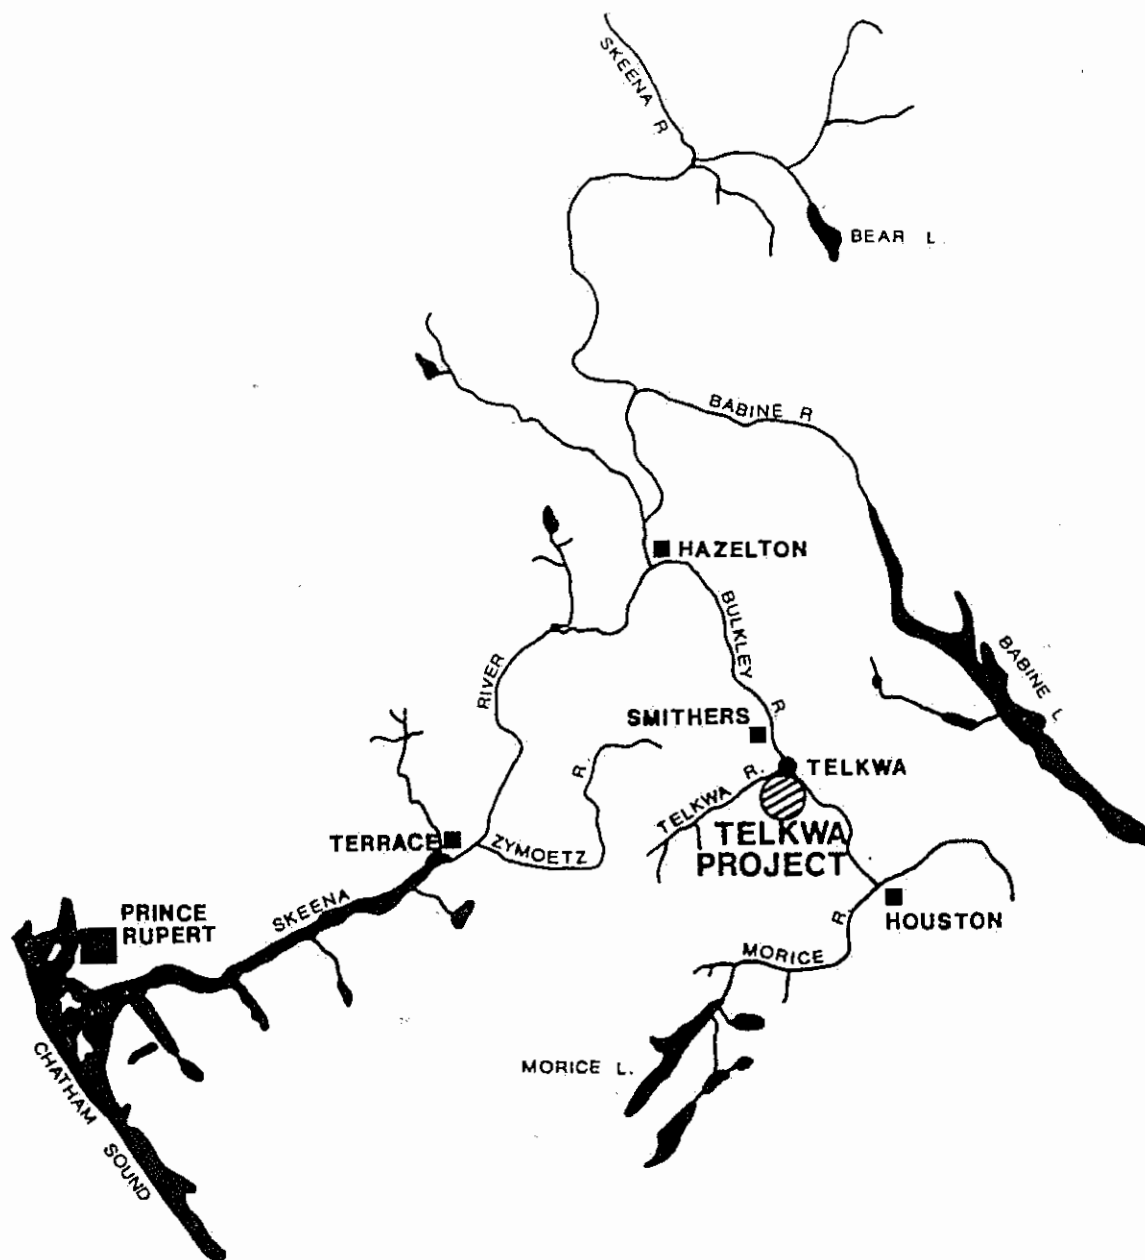 SKEENA R
BEAR L.
BABINE R
HAZELTON
BULKLEY R.
BABINE L.
RIVER
SMITHERS
TELKWA
TELKWA R.
TELKWA
PROJECT
ZYMOETZ R.
TERRACE
SKEENA
PRINCE
RUPERT
HOUSTON
MORICE R.
MORICE L.
CHATHAM SOUND